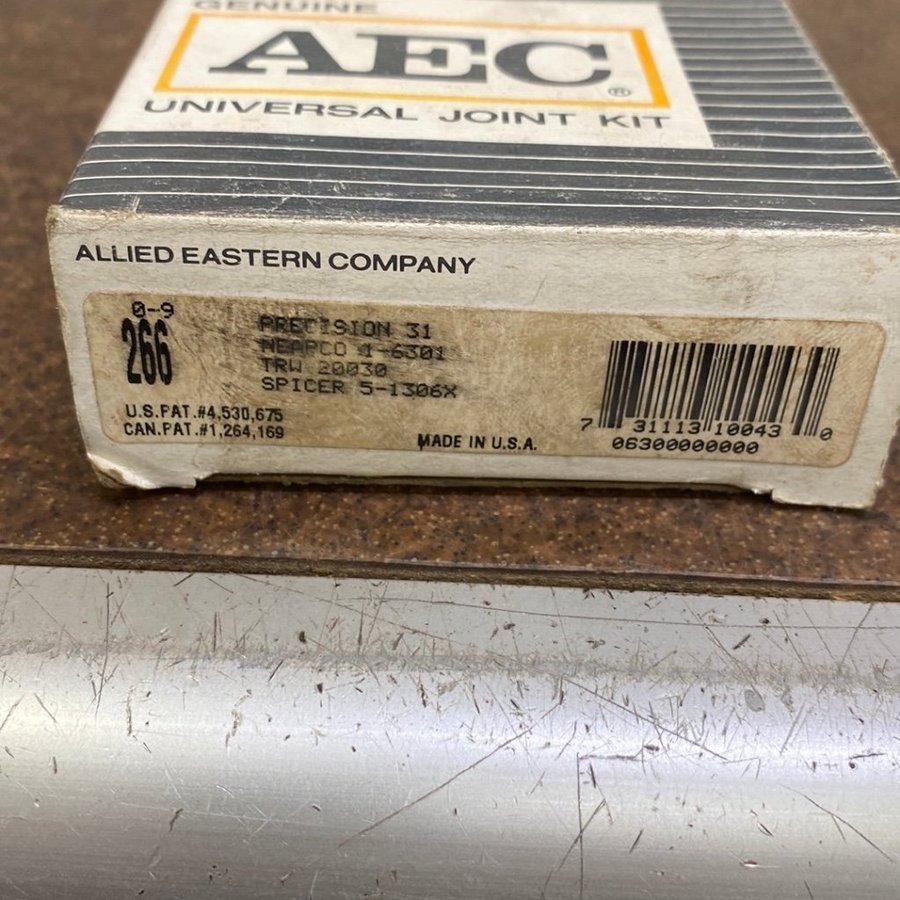 GENUINE
AEC®
UNIVERSAL JOINT KIT
ALLIED EASTERN COMPANY
0-9
266
PRECISION 31
NEAPCO 1-6301
TRW 20030
SPICER 5-1306X
U.S.PAT.#4,530,675
CAN.PAT.#1,264,169
MADE IN U.S.A.
7 31113 10043 0
06300000000